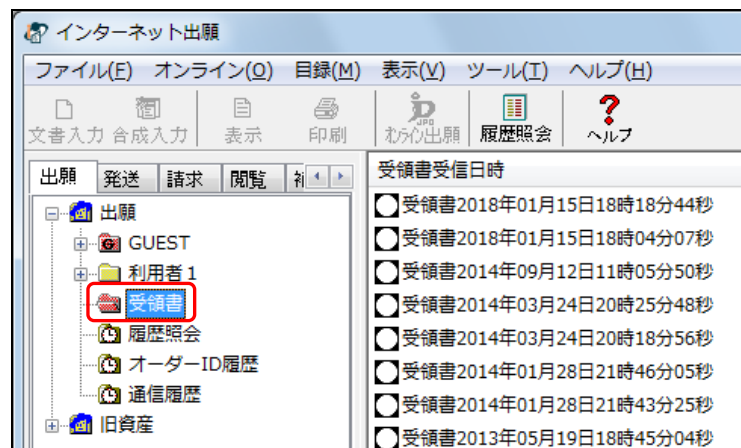 インターネット出願
ファイル(F) オンライン(O) 目録(M) 表示(V) ツール(T) ヘルプ(H)
文書入力 合成入力 表示 印刷 オンライン出願 履歴照会 ヘルプ
出願 発送 請求 閲覧
受領書受信日時
出願
GUEST
利用者1
受領書
履歴照会
オーダーID履歴
通信履歴
旧資産
受領書2018年01月15日18時18分44秒
受領書2018年01月15日18時04分07秒
受領書2014年09月12日11時05分50秒
受領書2014年03月24日20時25分48秒
受領書2014年03月24日20時18分56秒
受領書2014年01月28日21時46分05秒
受領書2014年01月28日21時43分25秒
受領書2013年05月19日18時45分04秒